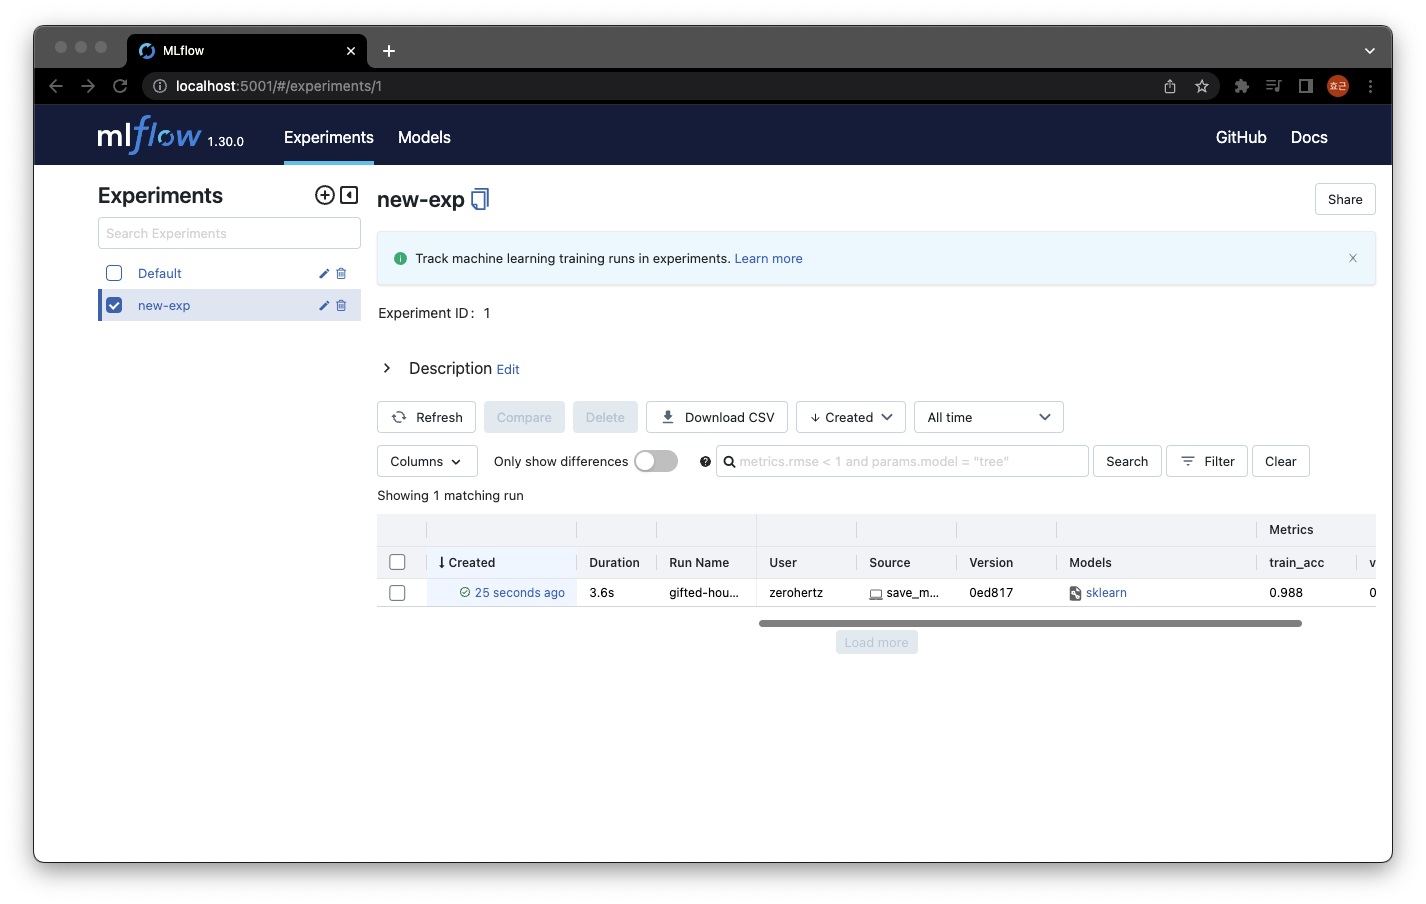 MLflow
localhost:5001/#/experiments/1
효근
mlflow 1.30.0
Experiments
Models
GitHub
Docs
Experiments
Search Experiments
Default
new-exp
new-exp
Share
Track machine learning training runs in experiments. Learn more
Experiment ID: 1
Description Edit
Refresh
Compare
Delete
Download CSV
Created
All time
Columns
Only show differences
metrics.rmse < 1 and params.model = "tree"
Search
Filter
Clear
Showing 1 matching run
Metrics
↓ Created
Duration
Run Name
User
Source
Version
Models
train_acc
v
25 seconds ago
3.6s
gifted-hou...
zerohertz
save_m...
0ed817
sklearn
0.988
0
Load more